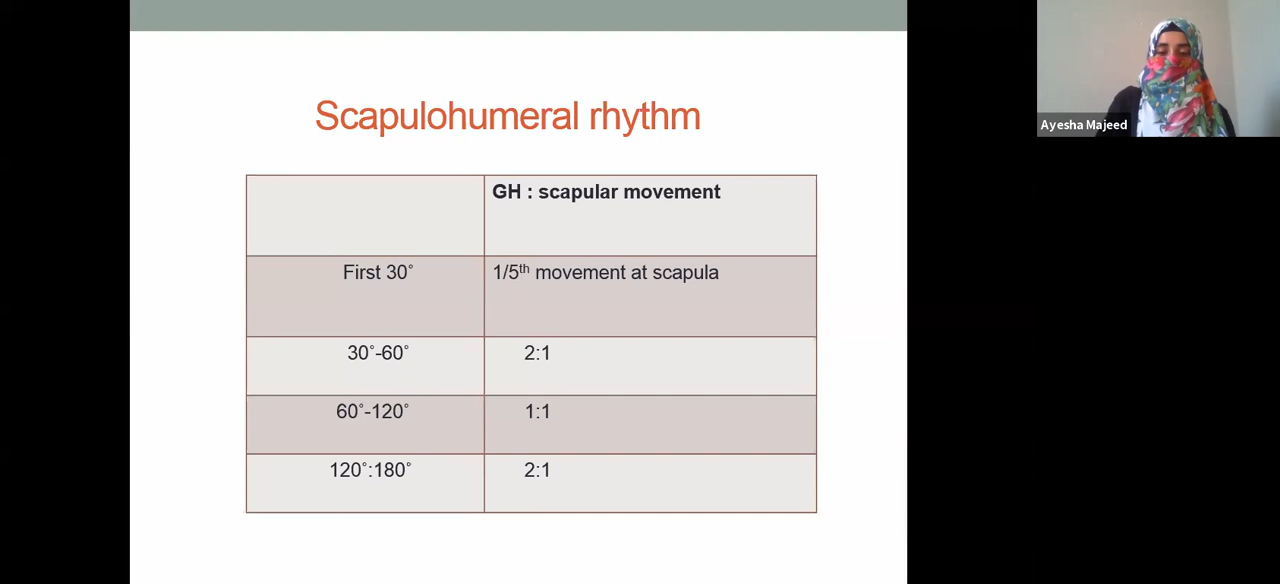 Scapulohumeral rhythm
GH : scapular movement
First 30˚
1/5th movement at scapula
30˚-60˚
2:1
60˚-120˚
1:1
120˚:180˚
2:1
Ayesha Majeed